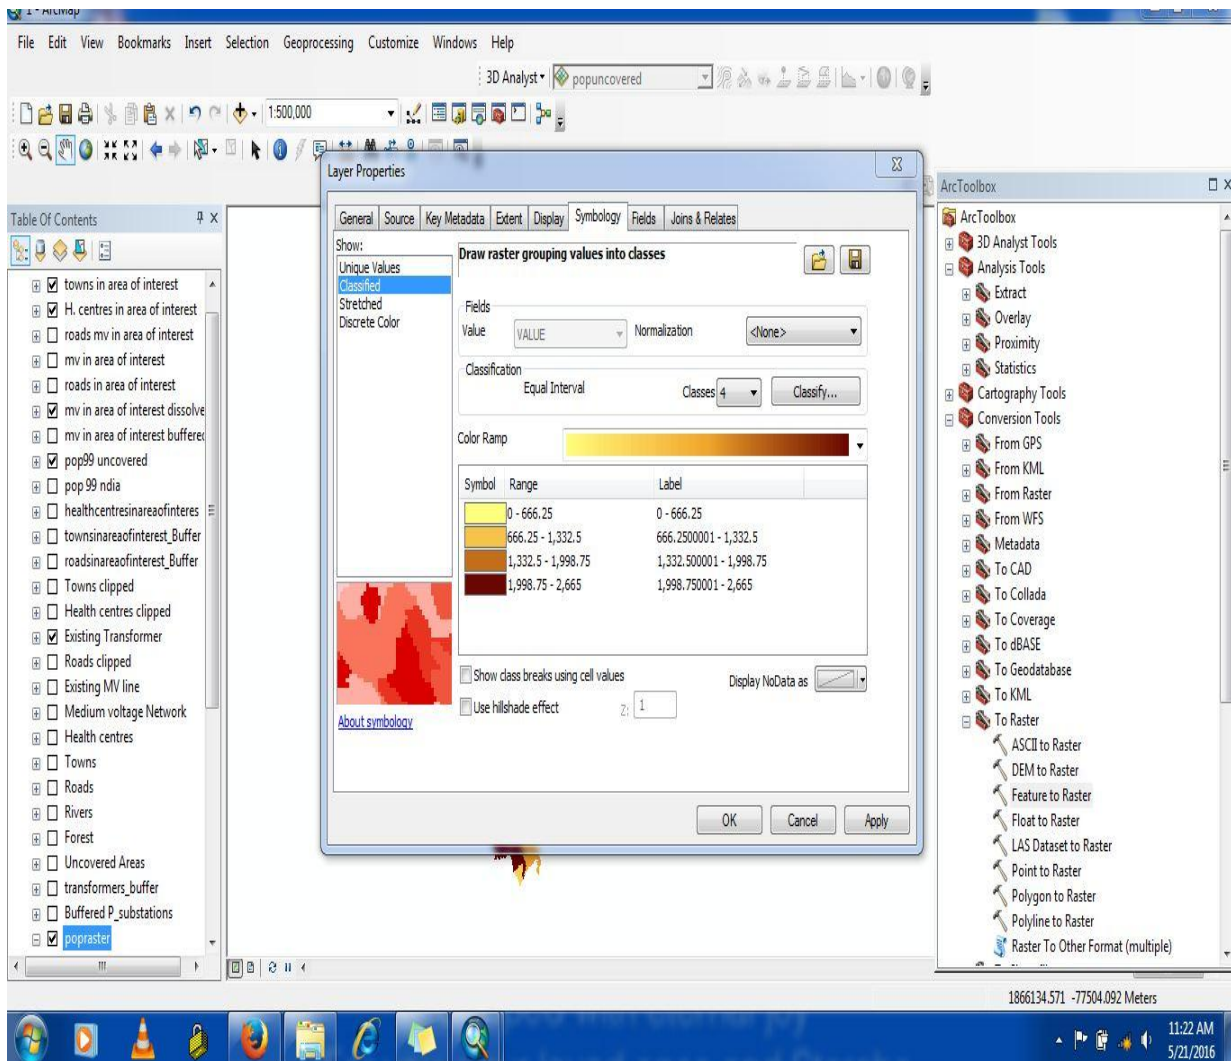 1 - ArcMap
File Edit View Bookmarks Insert Selection Geoprocessing Customize Windows Help
3D Analyst popuncovered
1:500,000
Layer Properties
General Source Key Metadata Extent Display Symbology Fields Joins & Relates
Show:
Unique Values
Classified
Stretched
Discrete Color
About symbology
Draw raster grouping values into classes
Fields
Value VALUE Normalization <None>
Classification
Equal Interval Classes 4 Classify...
Color Ramp
Symbol Range Label
0 - 666.25 0 - 666.25
666.25 - 1,332.5 666.2500001 - 1,332.5
1,332.5 - 1,998.75 1,332.500001 - 1,998.75
1,998.75 - 2,665 1,998.750001 - 2,665
Show class breaks using cell values Display NoData as
Use hillshade effect Z: 1
OK Cancel Apply
Table Of Contents
towns in area of interest
H. centres in area of interest
roads mv in area of interest
mv in area of interest
roads in area of interest
mv in area of interest dissolve
mv in area of interest buffered
pop99 uncovered
pop 99 ndia
healthcentresinareaofinteres
townsinareaofinterest_Buffer
roadsinareaofinterest_Buffer
Towns clipped
Health centres clipped
Existing Transformer
Roads clipped
Existing MV line
Medium voltage Network
Health centres
Towns
Roads
Rivers
Forest
Uncovered Areas
transformers_buffer
Buffered P_substations
popraster
ArcToolbox
ArcToolbox
3D Analyst Tools
Analysis Tools
Extract
Overlay
Proximity
Statistics
Cartography Tools
Conversion Tools
From GPS
From KML
From Raster
From WFS
Metadata
To CAD
To Collada
To Coverage
To dBASE
To Geodatabase
To KML
To Raster
ASCII to Raster
DEM to Raster
Feature to Raster
Float to Raster
LAS Dataset to Raster
Point to Raster
Polygon to Raster
Polyline to Raster
Raster To Other Format (multiple)
1866134.571 -77504.092 Meters
11:22 AM
5/21/2016